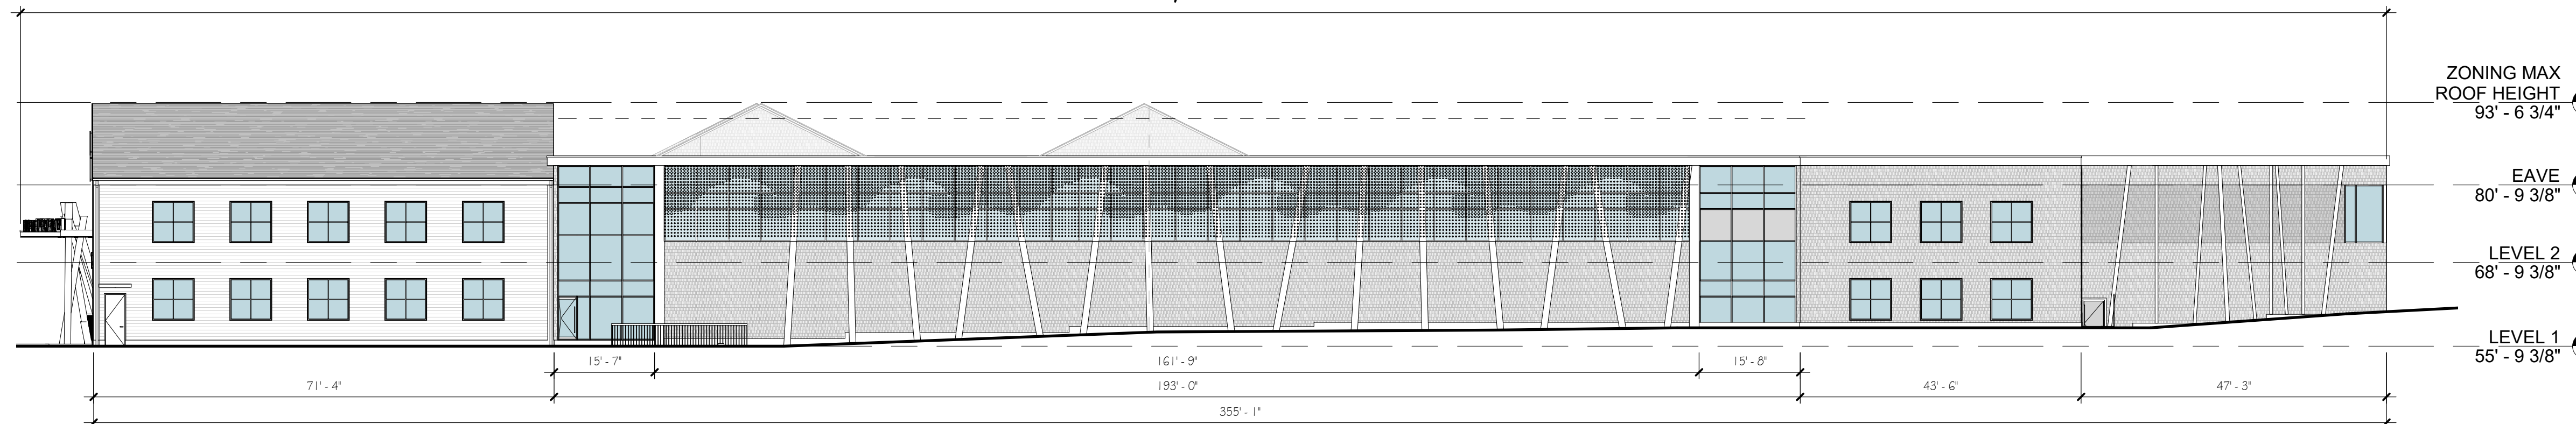 ZONING MAX
ROOF HEIGHT
93' - 6 3/4"
EAVE
80' - 9 3/8"
LEVEL 2
68' - 9 3/8"
LEVEL 1
55' - 9 3/8"
15' - 7"
161' - 9"
15' - 8"
71' - 4"
193' - 0"
43' - 6"
47' - 3"
355' - 1"